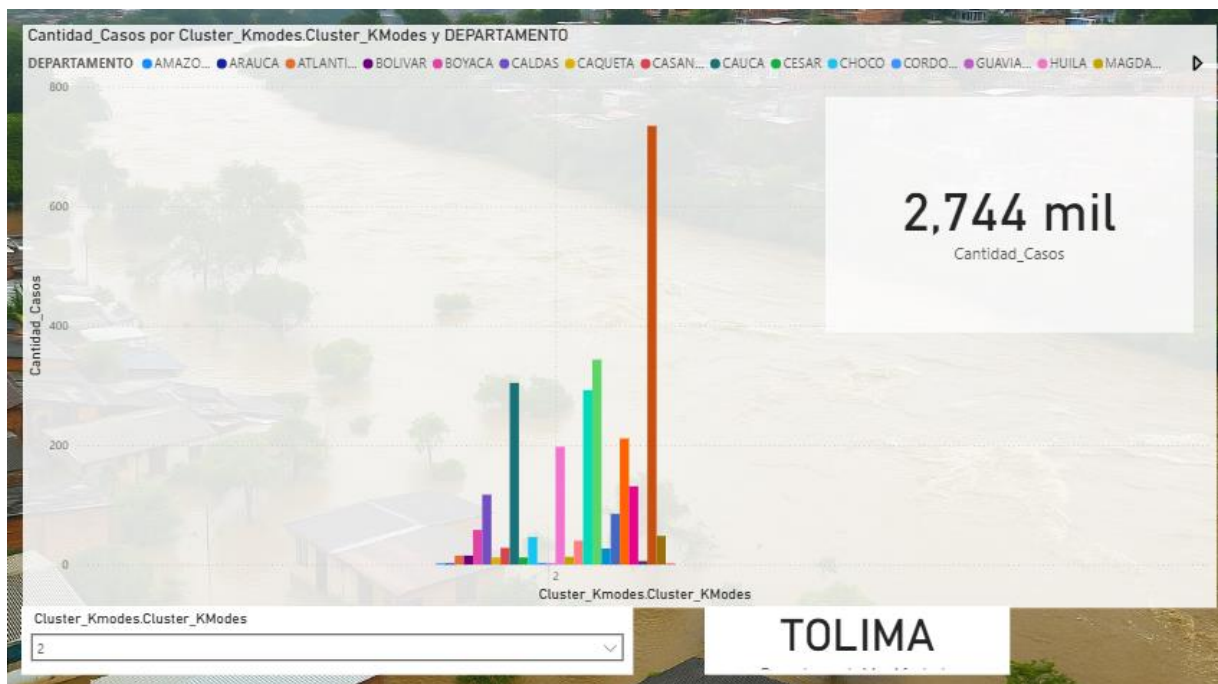 Cantidad_Casos por Cluster_Kmodes.Cluster_KModes y DEPARTAMENTO
DEPARTAMENTO AMAZO... ARAUCA ATLANTI... BOLIVAR BOYACA CALDAS CAQUETA CASAN... CAUCA CESAR CHOCO CORDO... GUAVIA... HUILA MAGDA...
800
600
400
200
0
Cantidad_Casos
2
Cluster_Kmodes.Cluster_KModes
2,744 mil
Cantidad_Casos
Cluster_Kmodes.Cluster_KModes
2
TOLIMA